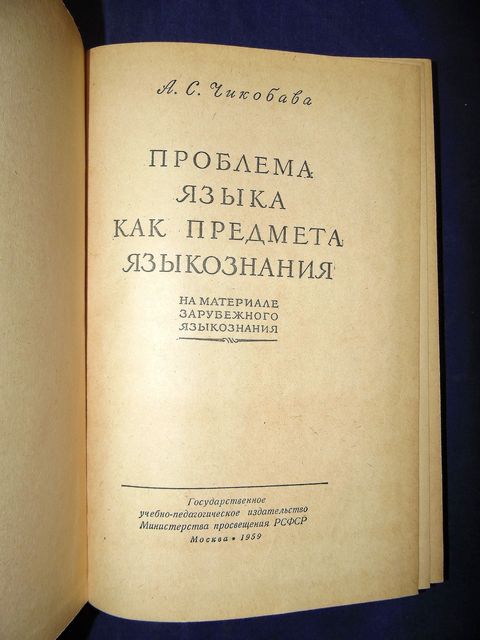 А. С. Чикобава
ПРОБЛЕМА
ЯЗЫКА
КАК ПРЕДМЕТА
ЯЗЫКОЗНАНИЯ
НА МАТЕРИАЛЕ
ЗАРУБЕЖНОГО
ЯЗЫКОЗНАНИЯ
Государственное
учебно-педагогическое издательство
Министерства просвещения РСФСР
Москва • 1959